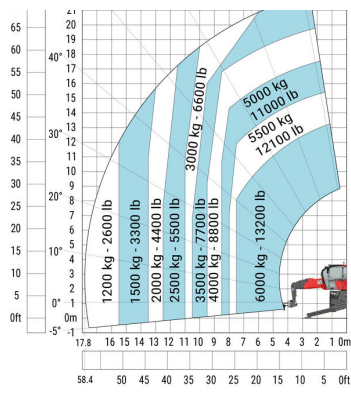 21
65 20
19
60 18
55 40° 17
16
50 15
45 14
13
40 30° 12
11
35 10
30 9
8
25 20° 7
6
20 5
15 10° 4
3
10 2
5 0° 1
0ft 0m
-5° -1
1200 kg - 2600 lb
1500 kg - 3300 lb
2000 kg - 4400 lb
2500 kg - 5500 lb
3000 kg - 6600 lb
3500 kg - 7700 lb
4000 kg - 8800 lb
5000 kg
11000 lb
5500 kg
12100 lb
6000 kg - 13200 lb
17.8 16 15 14 13 12 11 10 9 8 7 6 5 4 3 2 1 0m
58.4 50 45 40 35 30 25 20 15 10 5 0ft